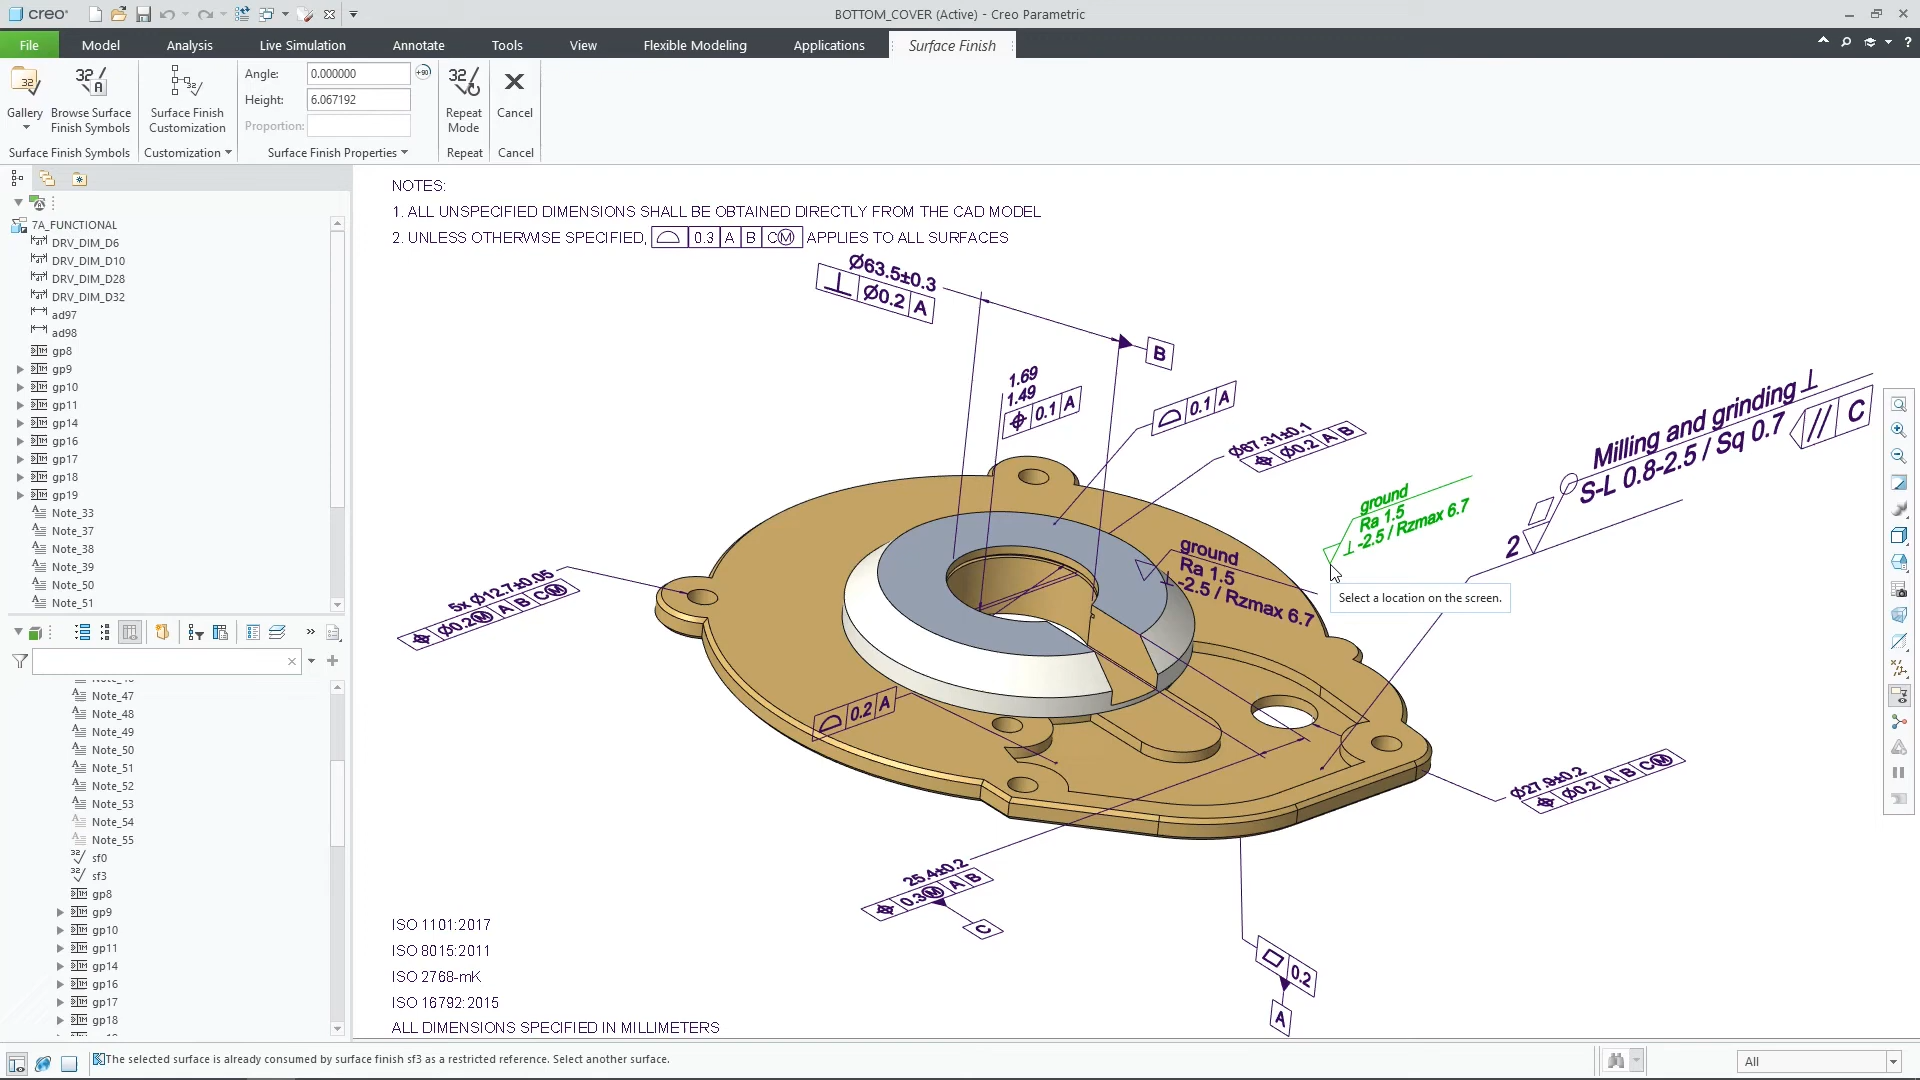 creo
BOTTOM_COVER (Active) - Creo Parametric
File
Model
Analysis
Live Simulation
Annotate
Tools
View
Flexible Modeling
Applications
Surface Finish
Gallery
Browse Surface
Finish Symbols
Surface Finish
Customization
Angle: 0.000000
Height: 6.067192
Proportion:
Repeat
Mode
Cancel
Surface Finish Symbols
Customization
Surface Finish Properties
Repeat
Cancel
7A_FUNCTIONAL
DRV_DIM_D6
DRV_DIM_D10
DRV_DIM_D28
DRV_DIM_D32
ad97
ad98
gp8
gp9
gp10
gp11
gp14
gp16
gp17
gp18
gp19
Note_33
Note_37
Note_38
Note_39
Note_50
Note_51
Note_47
Note_48
Note_49
Note_50
Note_51
Note_52
Note_53
Note_54
Note_55
sf0
sf3
gp8
gp9
gp10
gp11
gp14
gp16
gp17
gp18
NOTES:
1. ALL UNSPECIFIED DIMENSIONS SHALL BE OBTAINED DIRECTLY FROM THE CAD MODEL
2. UNLESS OTHERWISE SPECIFIED, ⌓ 0.3 A B CⓂ APPLIES TO ALL SURFACES
Ø63.5±0.3
⊥ Ø0.2 A
B
1.69
1.49
⌖ 0.1 A
⌓ 0.1 A
Ø67.31±0.1
⌖ Ø0.2 A B
Milling and grinding ⊥
S-L 0.8-2.5 / Sq 0.7 // C
2
ground
Ra 1.5
⊥ -2.5 / Rzmax 6.7
ground
Ra 1.5
⊥ -2.5 / Rzmax 6.7
Select a location on the screen.
5x Ø12.7±0.05
⌖ Ø0.2Ⓜ A B CⓂ
⌓ 0.2 A
Ø27.9±0.2
⌖ Ø0.2 A B CⓂ
25.4±0.2
⌖ 0.3Ⓜ A B
C
⏥ 0.2
A
ISO 1101:2017
ISO 8015:2011
ISO 2768-mK
ISO 16792:2015
ALL DIMENSIONS SPECIFIED IN MILLIMETERS
The selected surface is already consumed by surface finish sf3 as a restricted reference. Select another surface.
All